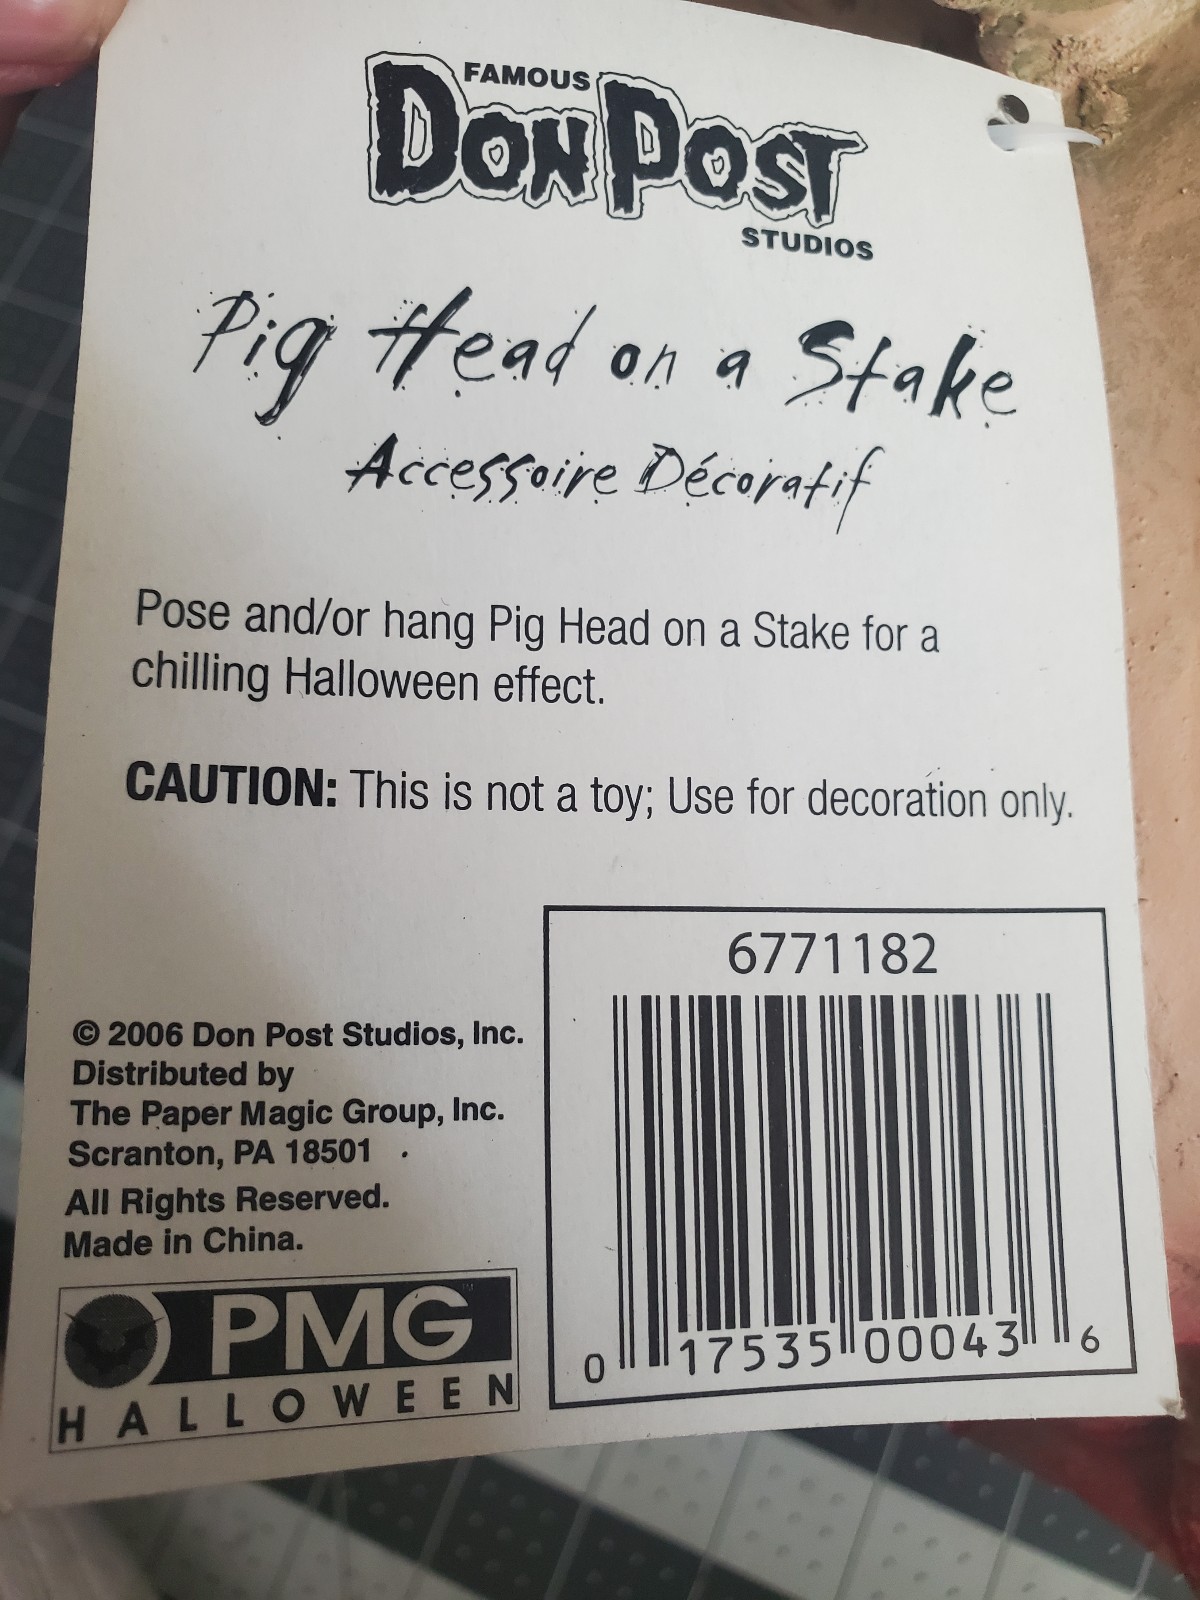 FAMOUS
DON POST
STUDIOS
Pig Head on a Stake
Accessoire Décoratif
Pose and/or hang Pig Head on a Stake for a
chilling Halloween effect.
CAUTION: This is not a toy; Use for decoration only.
6771182
0 17535 00043 6
© 2006 Don Post Studios, Inc.
Distributed by
The Paper Magic Group, Inc.
Scranton, PA 18501
All Rights Reserved.
Made in China.
PMG™
HALLOWEEN